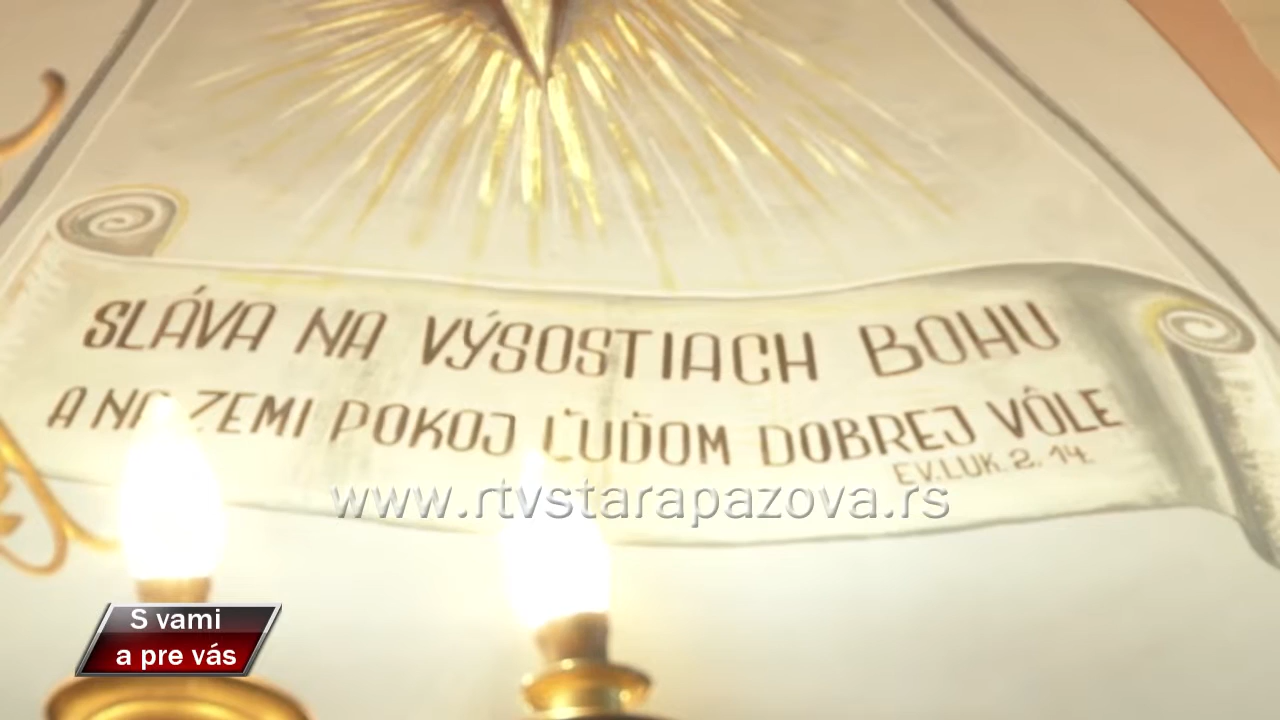 SLÁVA NA VÝSOSTIACH BOHU
A NA ZEMI POKOJ ĽUĎOM DOBREJ VÔLE
EV. LUK. 2. 14.
www.rtvstarapazova.rs
S vami
a pre vás